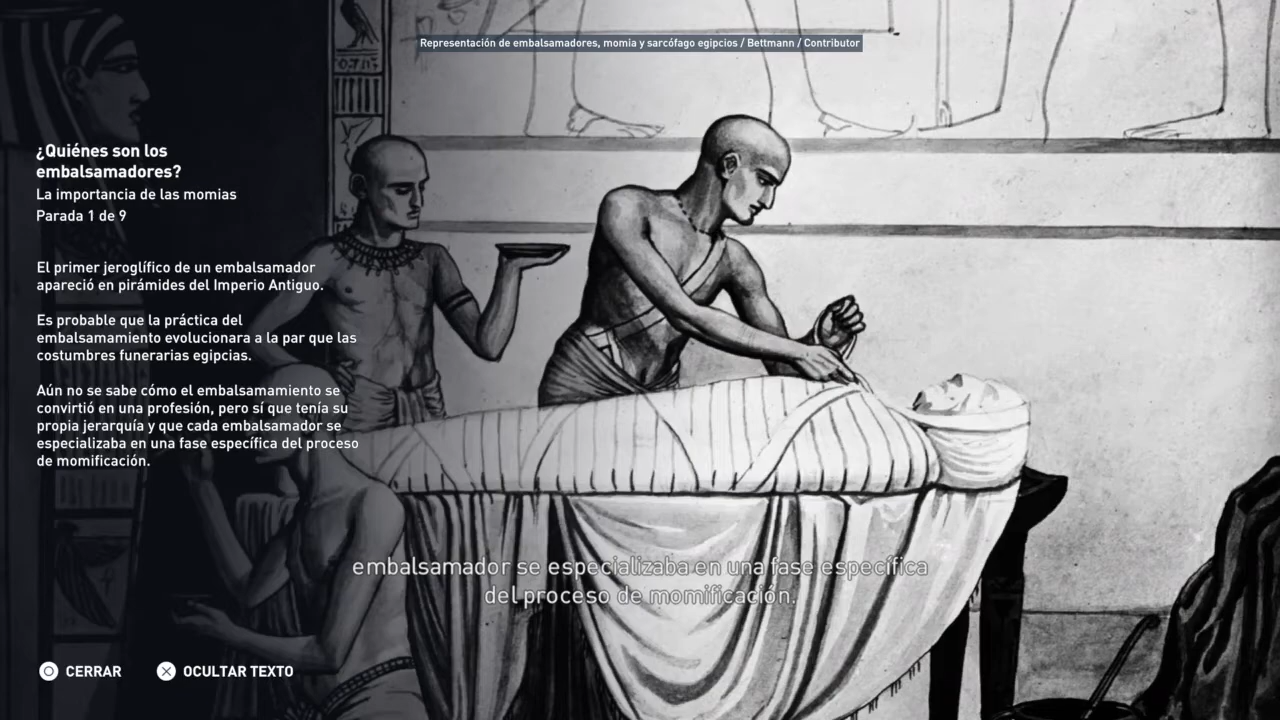 Representación de embalsamadores, momia y sarcófago egipcios / Bettmann / Contributor
¿Quiénes son los
embalsamadores?
La importancia de las momias
Parada 1 de 9
El primer jeroglífico de un embalsamador
apareció en pirámides del Imperio Antiguo.
Es probable que la práctica del
embalsamamiento evolucionara a la par que las
costumbres funerarias egipcias.
Aún no se sabe cómo el embalsamamiento se
convirtió en una profesión, pero sí que tenía su
propia jerarquía y que cada embalsamador se
especializaba en una fase específica del proceso
de momificación.
embalsamador se especializaba en una fase específica
del proceso de momificación.
CERRAR
OCULTAR TEXTO